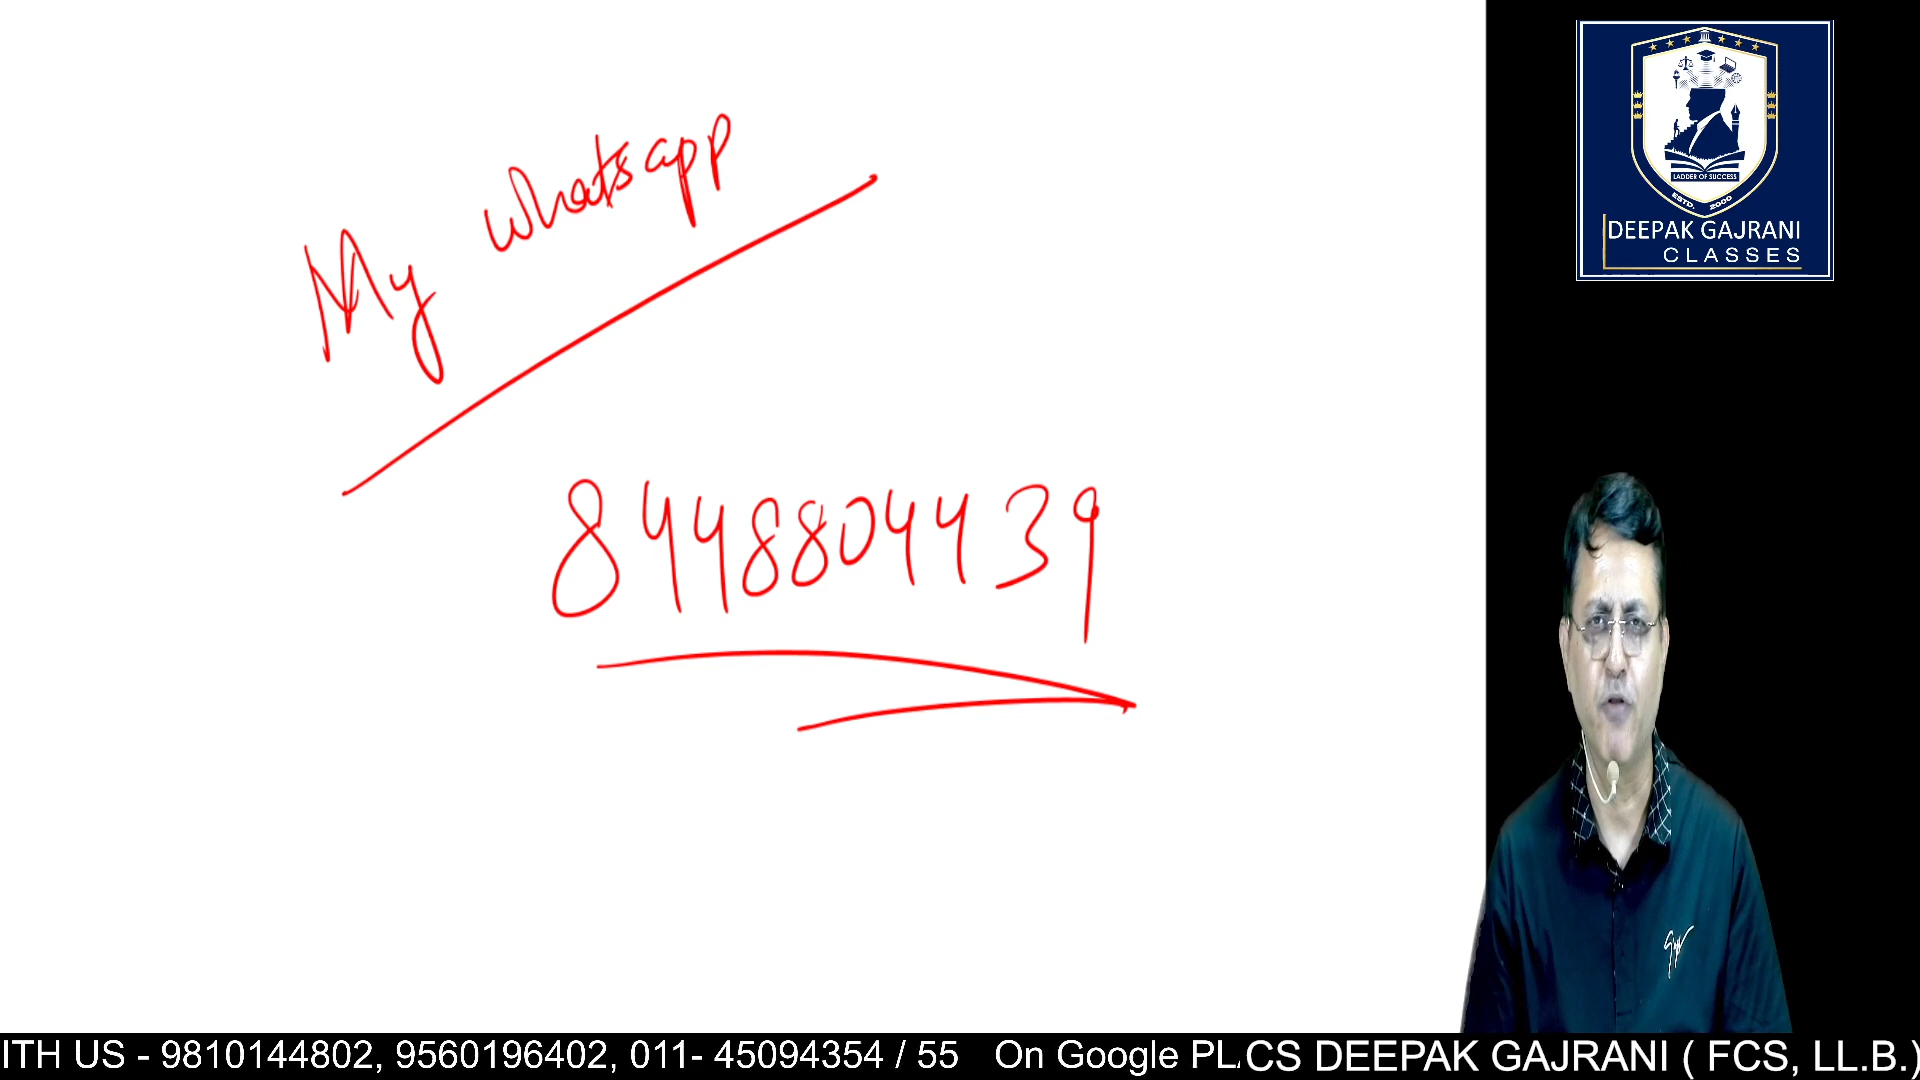 My whatsapp
8448804439
LADDER OF SUCCESS
ESTD. 2000
DEEPAK GAJRANI
CLASSES
ITH US - 9810144802, 9560196402, 011- 45094354 / 55 On Google PL CS DEEPAK GAJRANI ( FCS, LL.B.)